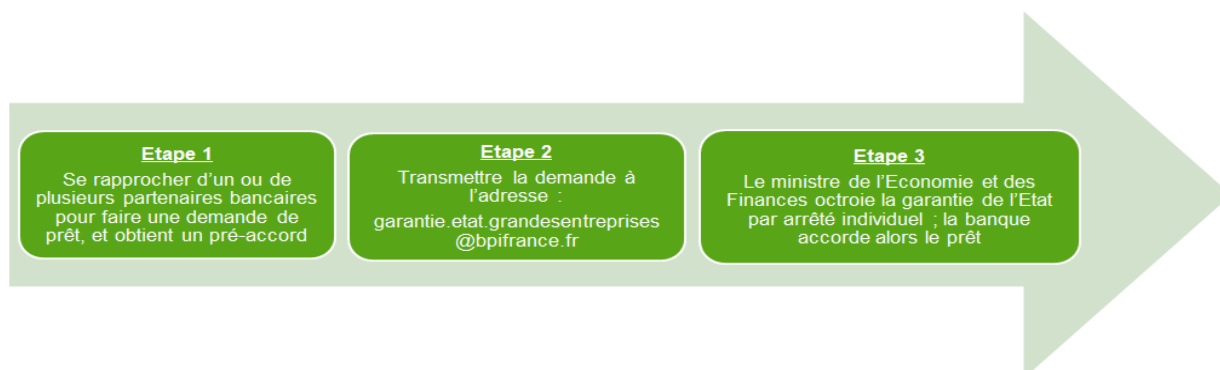 Etape 1
Se rapprocher d’un ou de
plusieurs partenaires bancaires
pour faire une demande de
prêt, et obtient un pré-accord
Etape 2
Transmettre la demande à
l’adresse :
garantie.etat.grandesentreprises
@bpifrance.fr
Etape 3
Le ministre de l’Economie et des
Finances octroie la garantie de l’Etat
par arrêté individuel ; la banque
accorde alors le prêt